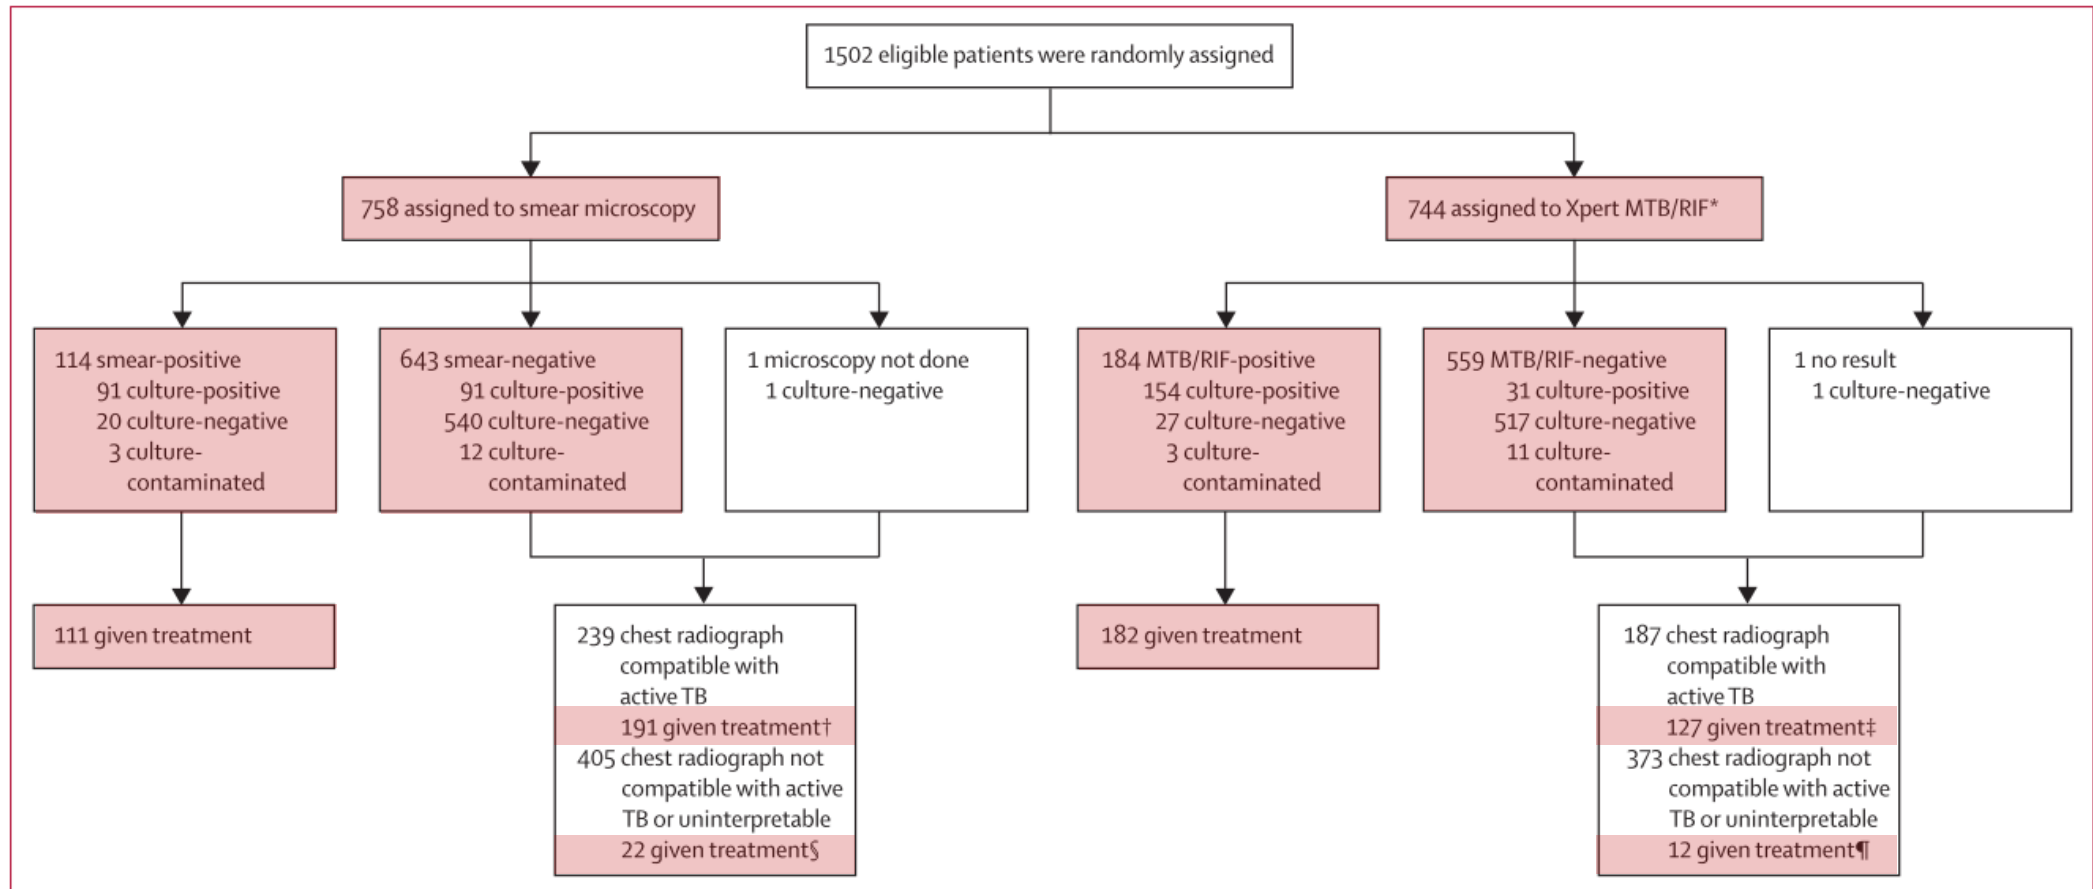 1502 eligible patients were randomly assigned
758 assigned to smear microscopy
744 assigned to Xpert MTB/RIF*
114 smear-positive
91 culture-positive
20 culture-negative
3 culture-
contaminated
643 smear-negative
91 culture-positive
540 culture-negative
12 culture-
contaminated
1 microscopy not done
1 culture-negative
184 MTB/RIF-positive
154 culture-positive
27 culture-negative
3 culture-
contaminated
559 MTB/RIF-negative
31 culture-positive
517 culture-negative
11 culture-
contaminated
1 no result
1 culture-negative
111 given treatment
239 chest radiograph
compatible with
active TB
191 given treatment†
405 chest radiograph not
compatible with active
TB or uninterpretable
22 given treatment§
182 given treatment
187 chest radiograph
compatible with
active TB
127 given treatment‡
373 chest radiograph not
compatible with active
TB or uninterpretable
12 given treatment¶